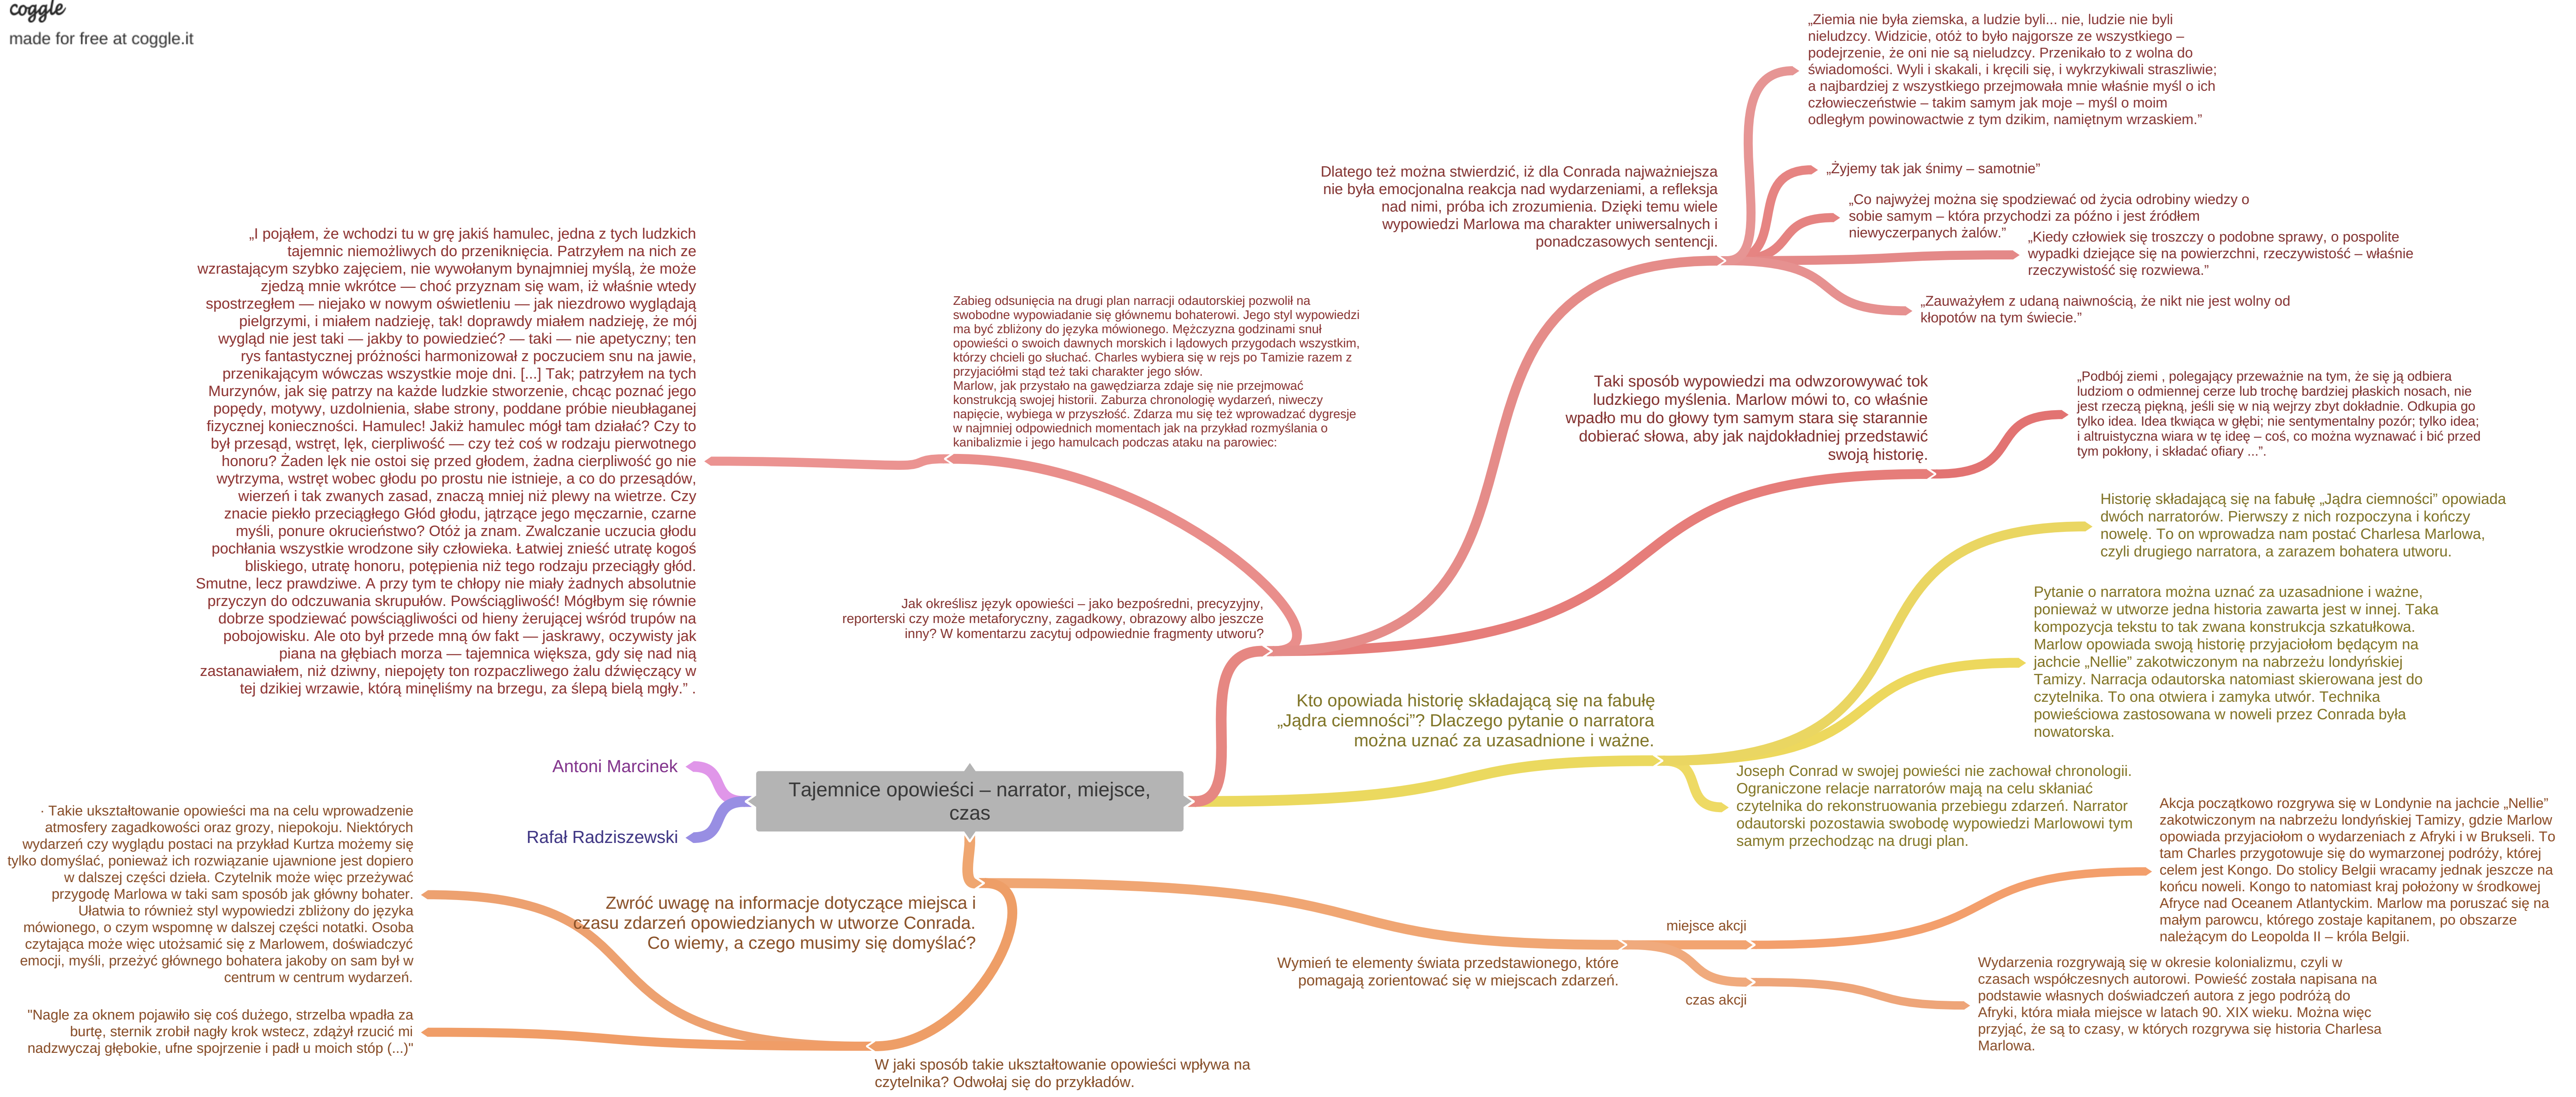 coggle
made for free at coggle.it
„Ziemia nie była ziemska, a ludzie byli... nie, ludzie nie byli
nieludzcy. Widzicie, otóż to było najgorsze ze wszystkiego –
podejrzenie, że oni nie są nieludzcy. Przenikało to z wolna do
świadomości. Wyli i skakali, i kręcili się, i wykrzykiwali straszliwie;
a najbardziej z wszystkiego przejmowała mnie właśnie myśl o ich
człowieczeństwie – takim samym jak moje – myśl o moim
odległym powinowactwie z tym dzikim, namiętnym wrzaskiem.”
„Żyjemy tak jak śnimy – samotnie”
„Co najwyżej można się spodziewać od życia odrobiny wiedzy o
sobie samym – która przychodzi za późno i jest źródłem
niewyczerpanych żalów.”
„Kiedy człowiek się troszczy o podobne sprawy, o pospolite
wypadki dziejące się na powierzchni, rzeczywistość – właśnie
rzeczywistość się rozwiewa.”
„Zauważyłem z udaną naiwnością, że nikt nie jest wolny od
kłopotów na tym świecie.”
Dlatego też można stwierdzić, iż dla Conrada najważniejsza
nie była emocjonalna reakcja nad wydarzeniami, a refleksja
nad nimi, próba ich zrozumienia. Dzięki temu wiele
wypowiedzi Marlowa ma charakter uniwersalnych i
ponadczasowych sentencji.
„I pojąłem, że wchodzi tu w grę jakiś hamulec, jedna z tych ludzkich
tajemnic niemożliwych do przeniknięcia. Patrzyłem na nich ze
wzrastającym szybko zajęciem, nie wywołanym bynajmniej myślą, że może
zjedzą mnie wkrótce — choć przyznam się wam, iż właśnie wtedy
spostrzegłem — niejako w nowym oświetleniu — jak niezdrowo wyglądają
pielgrzymi, i miałem nadzieję, tak! doprawdy miałem nadzieję, że mój
wygląd nie jest taki — jakby to powiedzieć? — taki — nie apetyczny; ten
rys fantastycznej próżności harmonizował z poczuciem snu na jawie,
przenikającym wówczas wszystkie moje dni. [...] Tak; patrzyłem na tych
Murzynów, jak się patrzy na każde ludzkie stworzenie, chcąc poznać jego
popędy, motywy, uzdolnienia, słabe strony, poddane próbie nieubłaganej
fizycznej konieczności. Hamulec! Jakiż hamulec mógł tam działać? Czy to
był przesąd, wstręt, lęk, cierpliwość — czy też coś w rodzaju pierwotnego
honoru? Żaden lęk nie ostoi się przed głodem, żadna cierpliwość go nie
wytrzyma, wstręt wobec głodu po prostu nie istnieje, a co do przesądów,
wierzeń i tak zwanych zasad, znaczą mniej niż plewy na wietrze. Czy
znacie piekło przeciągłego Głód głodu, jątrzące jego męczarnie, czarne
myśli, ponure okrucieństwo? Otóż ja znam. Zwalczanie uczucia głodu
pochłania wszystkie wrodzone siły człowieka. Łatwiej znieść utratę kogoś
bliskiego, utratę honoru, potępienia niż tego rodzaju przeciągły głód.
Smutne, lecz prawdziwe. A przy tym te chłopy nie miały żadnych absolutnie
przyczyn do odczuwania skrupułów. Powściągliwość! Mógłbym się równie
dobrze spodziewać powściągliwości od hieny żerującej wśród trupów na
pobojowisku. Ale oto był przede mną ów fakt — jaskrawy, oczywisty jak
piana na głębiach morza — tajemnica większa, gdy się nad nią
zastanawiałem, niż dziwny, niepojęty ton rozpaczliwego żalu dźwięczący w
tej dzikiej wrzawie, którą minęliśmy na brzegu, za ślepą bielą mgły.” .
Zabieg odsunięcia na drugi plan narracji odautorskiej pozwolił na
swobodne wypowiadanie się głównemu bohaterowi. Jego styl wypowiedzi
ma być zbliżony do języka mówionego. Mężczyzna godzinami snuł
opowieści o swoich dawnych morskich i lądowych przygodach wszystkim,
którzy chcieli go słuchać. Charles wybiera się w rejs po Tamizie razem z
przyjaciółmi stąd też taki charakter jego słów.
Marlow, jak przystało na gawędziarza zdaje się nie przejmować
konstrukcją swojej historii. Zaburza chronologię wydarzeń, niweczy
napięcie, wybiega w przyszłość. Zdarza mu się też wprowadzać dygresje
w najmniej odpowiednich momentach jak na przykład rozmyślania o
kanibalizmie i jego hamulcach podczas ataku na parowiec:
Taki sposób wypowiedzi ma odwzorowywać tok
ludzkiego myślenia. Marlow mówi to, co właśnie
wpadło mu do głowy tym samym stara się starannie
dobierać słowa, aby jak najdokładniej przedstawić
swoją historię.
„Podbój ziemi , polegający przeważnie na tym, że się ją odbiera
ludziom o odmiennej cerze lub trochę bardziej płaskich nosach, nie
jest rzeczą piękną, jeśli się w nią wejrzy zbyt dokładnie. Odkupia go
tylko idea. Idea tkwiąca w głębi; nie sentymentalny pozór; tylko idea;
i altruistyczna wiara w tę ideę – coś, co można wyznawać i bić przed
tym pokłony, i składać ofiary ...”.
Jak określisz język opowieści – jako bezpośredni, precyzyjny,
reporterski czy może metaforyczny, zagadkowy, obrazowy albo jeszcze
inny? W komentarzu zacytuj odpowiednie fragmenty utworu?
Historię składającą się na fabułę „Jądra ciemności” opowiada
dwóch narratorów. Pierwszy z nich rozpoczyna i kończy
nowelę. To on wprowadza nam postać Charlesa Marlowa,
czyli drugiego narratora, a zarazem bohatera utworu.
Pytanie o narratora można uznać za uzasadnione i ważne,
ponieważ w utworze jedna historia zawarta jest w innej. Taka
kompozycja tekstu to tak zwana konstrukcja szkatułkowa.
Marlow opowiada swoją historię przyjaciołom będącym na
jachcie „Nellie” zakotwiczonym na nabrzeżu londyńskiej
Tamizy. Narracja odautorska natomiast skierowana jest do
czytelnika. To ona otwiera i zamyka utwór. Technika
powieściowa zastosowana w noweli przez Conrada była
nowatorska.
Kto opowiada historię składającą się na fabułę
„Jądra ciemności”? Dlaczego pytanie o narratora
można uznać za uzasadnione i ważne.
Joseph Conrad w swojej powieści nie zachował chronologii.
Ograniczone relacje narratorów mają na celu skłaniać
czytelnika do rekonstruowania przebiegu zdarzeń. Narrator
odautorski pozostawia swobodę wypowiedzi Marlowowi tym
samym przechodząc na drugi plan.
Antoni Marcinek
Rafał Radziszewski
Tajemnice opowieści – narrator, miejsce,
czas
· Takie ukształtowanie opowieści ma na celu wprowadzenie
atmosfery zagadkowości oraz grozy, niepokoju. Niektórych
wydarzeń czy wyglądu postaci na przykład Kurtza możemy się
tylko domyślać, ponieważ ich rozwiązanie ujawnione jest dopiero
w dalszej części dzieła. Czytelnik może więc przeżywać
przygodę Marlowa w taki sam sposób jak główny bohater.
Ułatwia to również styl wypowiedzi zbliżony do języka
mówionego, o czym wspomnę w dalszej części notatki. Osoba
czytająca może więc utożsamić się z Marlowem, doświadczyć
emocji, myśli, przeżyć głównego bohatera jakoby on sam był w
centrum w centrum wydarzeń.
"Nagle za oknem pojawiło się coś dużego, strzelba wpadła za
burtę, sternik zrobił nagły krok wstecz, zdążył rzucić mi
nadzwyczaj głębokie, ufne spojrzenie i padł u moich stóp (...)"
Zwróć uwagę na informacje dotyczące miejsca i
czasu zdarzeń opowiedzianych w utworze Conrada.
Co wiemy, a czego musimy się domyślać?
W jaki sposób takie ukształtowanie opowieści wpływa na
czytelnika? Odwołaj się do przykładów.
Wymień te elementy świata przedstawionego, które
pomagają zorientować się w miejscach zdarzeń.
miejsce akcji
czas akcji
Akcja początkowo rozgrywa się w Londynie na jachcie „Nellie”
zakotwiczonym na nabrzeżu londyńskiej Tamizy, gdzie Marlow
opowiada przyjaciołom o wydarzeniach z Afryki i w Brukseli. To
tam Charles przygotowuje się do wymarzonej podróży, której
celem jest Kongo. Do stolicy Belgii wracamy jednak jeszcze na
końcu noweli. Kongo to natomiast kraj położony w środkowej
Afryce nad Oceanem Atlantyckim. Marlow ma poruszać się na
małym parowcu, którego zostaje kapitanem, po obszarze
należącym do Leopolda II – króla Belgii.
Wydarzenia rozgrywają się w okresie kolonializmu, czyli w
czasach współczesnych autorowi. Powieść została napisana na
podstawie własnych doświadczeń autora z jego podróżą do
Afryki, która miała miejsce w latach 90. XIX wieku. Można więc
przyjąć, że są to czasy, w których rozgrywa się historia Charlesa
Marlowa.